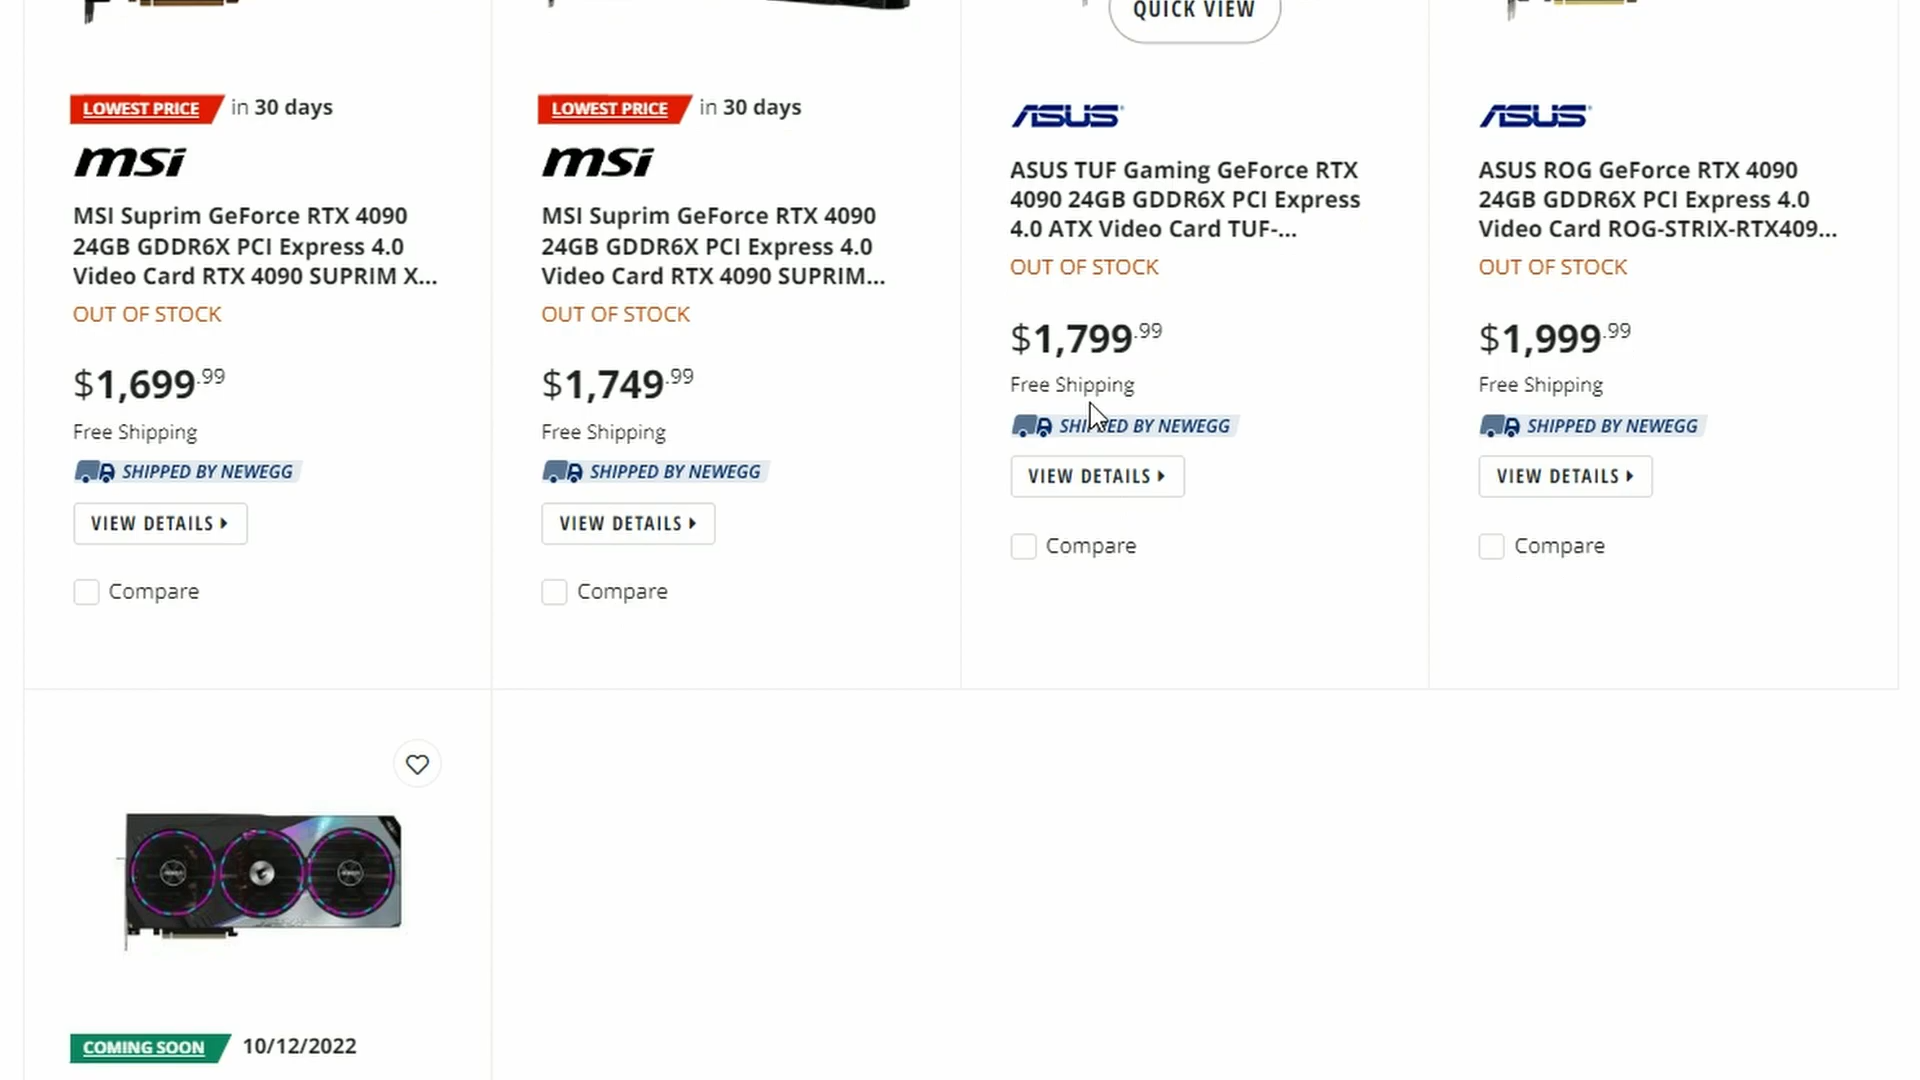 QUICK VIEW
LOWEST PRICE in 30 days
msi
MSI Suprim GeForce RTX 4090
24GB GDDR6X PCI Express 4.0
Video Card RTX 4090 SUPRIM X...
OUT OF STOCK
$1,699.99
Free Shipping
SHIPPED BY NEWEGG
VIEW DETAILS
Compare
LOWEST PRICE in 30 days
msi
MSI Suprim GeForce RTX 4090
24GB GDDR6X PCI Express 4.0
Video Card RTX 4090 SUPRIM...
OUT OF STOCK
$1,749.99
Free Shipping
SHIPPED BY NEWEGG
VIEW DETAILS
Compare
ASUS
ASUS TUF Gaming GeForce RTX
4090 24GB GDDR6X PCI Express
4.0 ATX Video Card TUF-...
OUT OF STOCK
$1,799.99
Free Shipping
SHIPPED BY NEWEGG
VIEW DETAILS
Compare
ASUS
ASUS ROG GeForce RTX 4090
24GB GDDR6X PCI Express 4.0
Video Card ROG-STRIX-RTX409...
OUT OF STOCK
$1,999.99
Free Shipping
SHIPPED BY NEWEGG
VIEW DETAILS
Compare
COMING SOON 10/12/2022